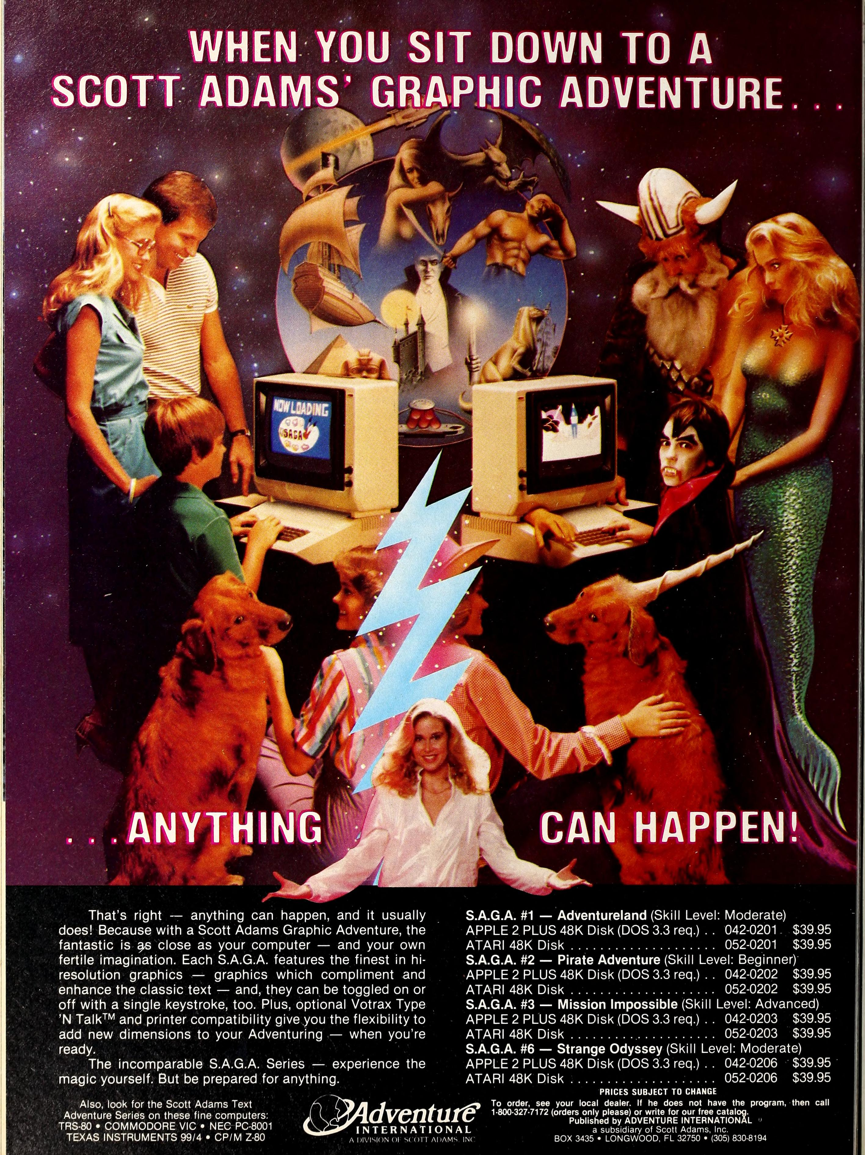 WHEN YOU SIT DOWN TO A
SCOTT ADAMS' GRAPHIC ADVENTURE...
NOW LOADING
SAGA
...ANYTHING CAN HAPPEN!
That's right — anything can happen, and it usually
does! Because with a Scott Adams Graphic Adventure, the
fantastic is as close as your computer — and your own
fertile imagination. Each S.A.G.A. features the finest in hi-
resolution graphics — graphics which compliment and
enhance the classic text — and, they can be toggled on or
off with a single keystroke, too. Plus, optional Votrax Type
'N Talk™ and printer compatibility give you the flexibility to
add new dimensions to your Adventuring — when you're
ready.
The incomparable S.A.G.A. Series — experience the
magic yourself. But be prepared for anything.
Also, look for the Scott Adams Text
Adventure Series on these fine computers:
TRS-80 • COMMODORE VIC • NEC PC-8001
TEXAS INSTRUMENTS 99/4 • CP/M Z-80
S.A.G.A. #1 — Adventureland (Skill Level: Moderate)
APPLE 2 PLUS 48K Disk (DOS 3.3 req.) . . 042-0201 $39.95
ATARI 48K Disk . . . . . . . . . . . . . . . . . . . . . 052-0201 $39.95
S.A.G.A. #2 — Pirate Adventure (Skill Level: Beginner)
APPLE 2 PLUS 48K Disk (DOS 3.3 req.) . . 042-0202 $39.95
ATARI 48K Disk . . . . . . . . . . . . . . . . . . . . . 052-0202 $39.95
S.A.G.A. #3 — Mission Impossible (Skill Level: Advanced)
APPLE 2 PLUS 48K Disk (DOS 3.3 req.) . . 042-0203 $39.95
ATARI 48K Disk . . . . . . . . . . . . . . . . . . . . . 052-0203 $39.95
S.A.G.A. #6 — Strange Odyssey (Skill Level: Moderate)
APPLE 2 PLUS 48K Disk (DOS 3.3 req.) . . 042-0206 $39.95
ATARI 48K Disk . . . . . . . . . . . . . . . . . . . . . 052-0206 $39.95
PRICES SUBJECT TO CHANGE
To order, see your local dealer. If he does not have the program, then call
1-800-327-7172 (orders only please) or write for our free catalog.
Published by ADVENTURE INTERNATIONAL
a subsidiary of Scott Adams, Inc.
BOX 3435 • LONGWOOD, FL 32750 • (305) 830-8194
Adventure
INTERNATIONAL
A DIVISION OF SCOTT ADAMS, INC